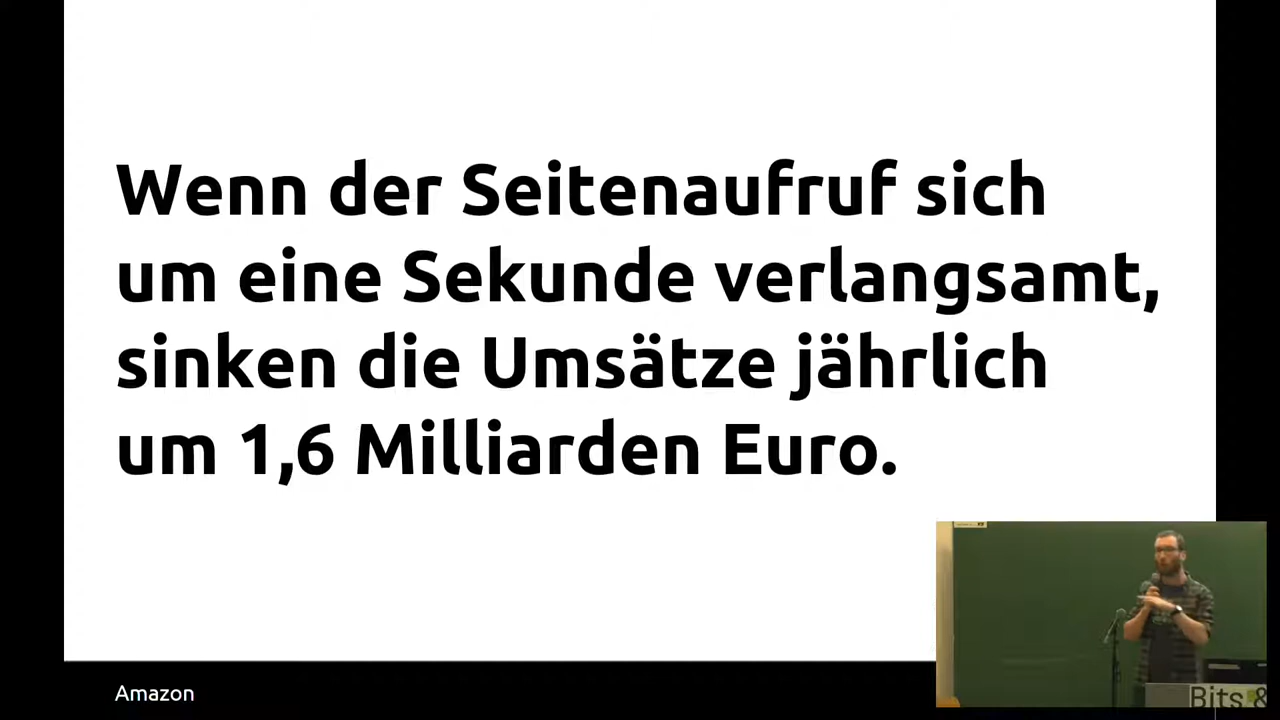 Wenn der Seitenaufruf sich
um eine Sekunde verlangsamt,
sinken die Umsätze jährlich
um 1,6 Milliarden Euro.
Amazon
Bits &